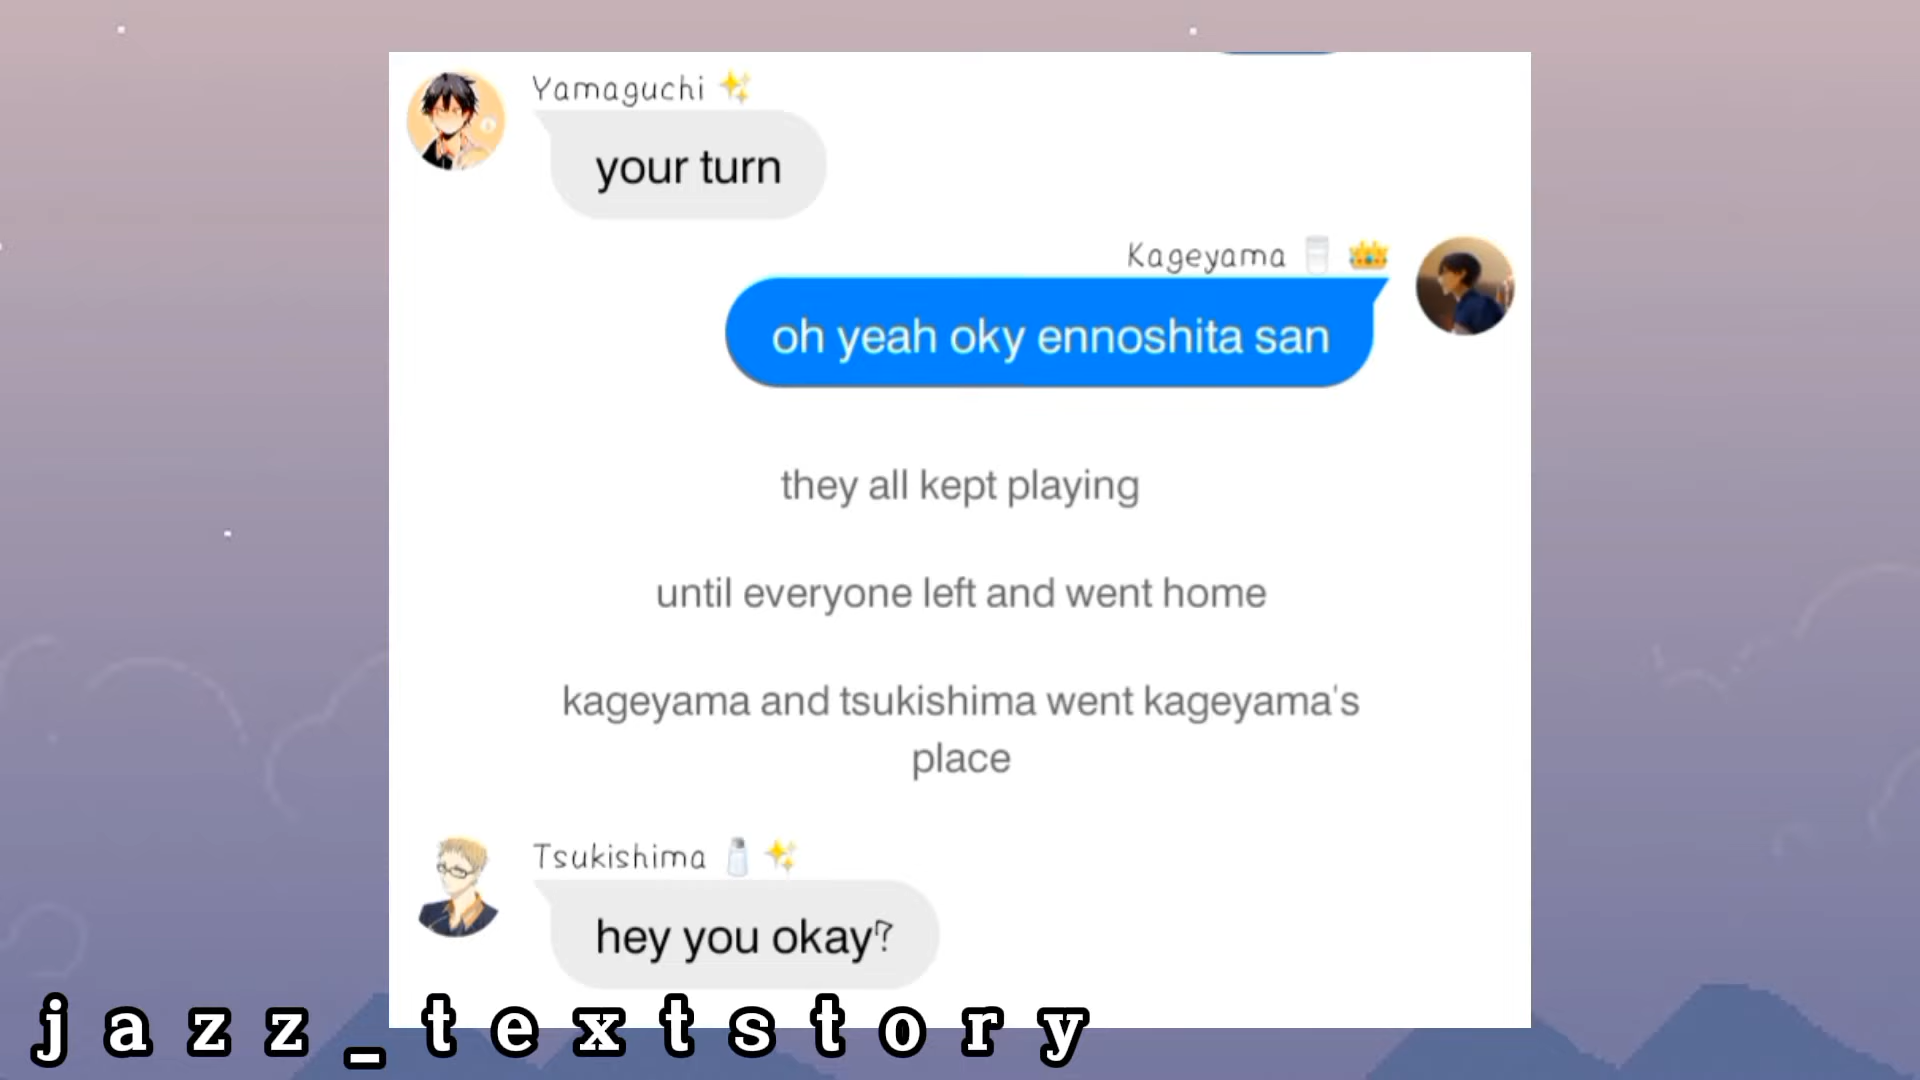 Yamaguchi ✨
your turn
Kageyama 🥛 👑
oh yeah oky ennoshita san
they all kept playing
until everyone left and went home
kageyama and tsukishima went kageyama's
place
Tsukishima 🧂 ✨
hey you okay?
jazz_textstory